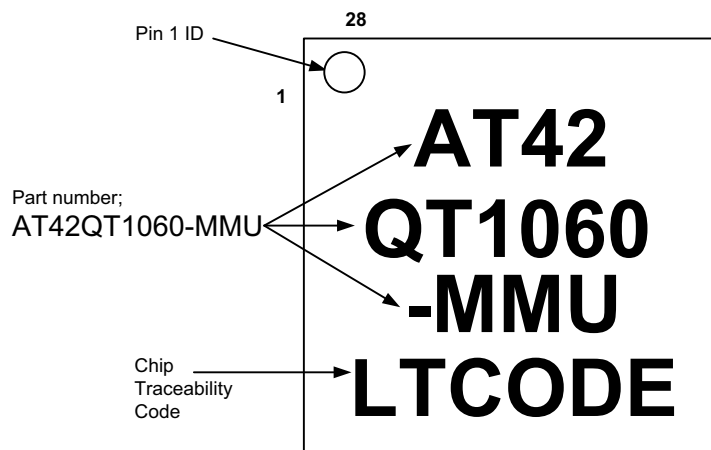 28
Pin 1 ID
1
AT42
Part number;
AT42QT1060-MMU
QT1060
-MMU
Chip
Traceability
Code
LTCODE